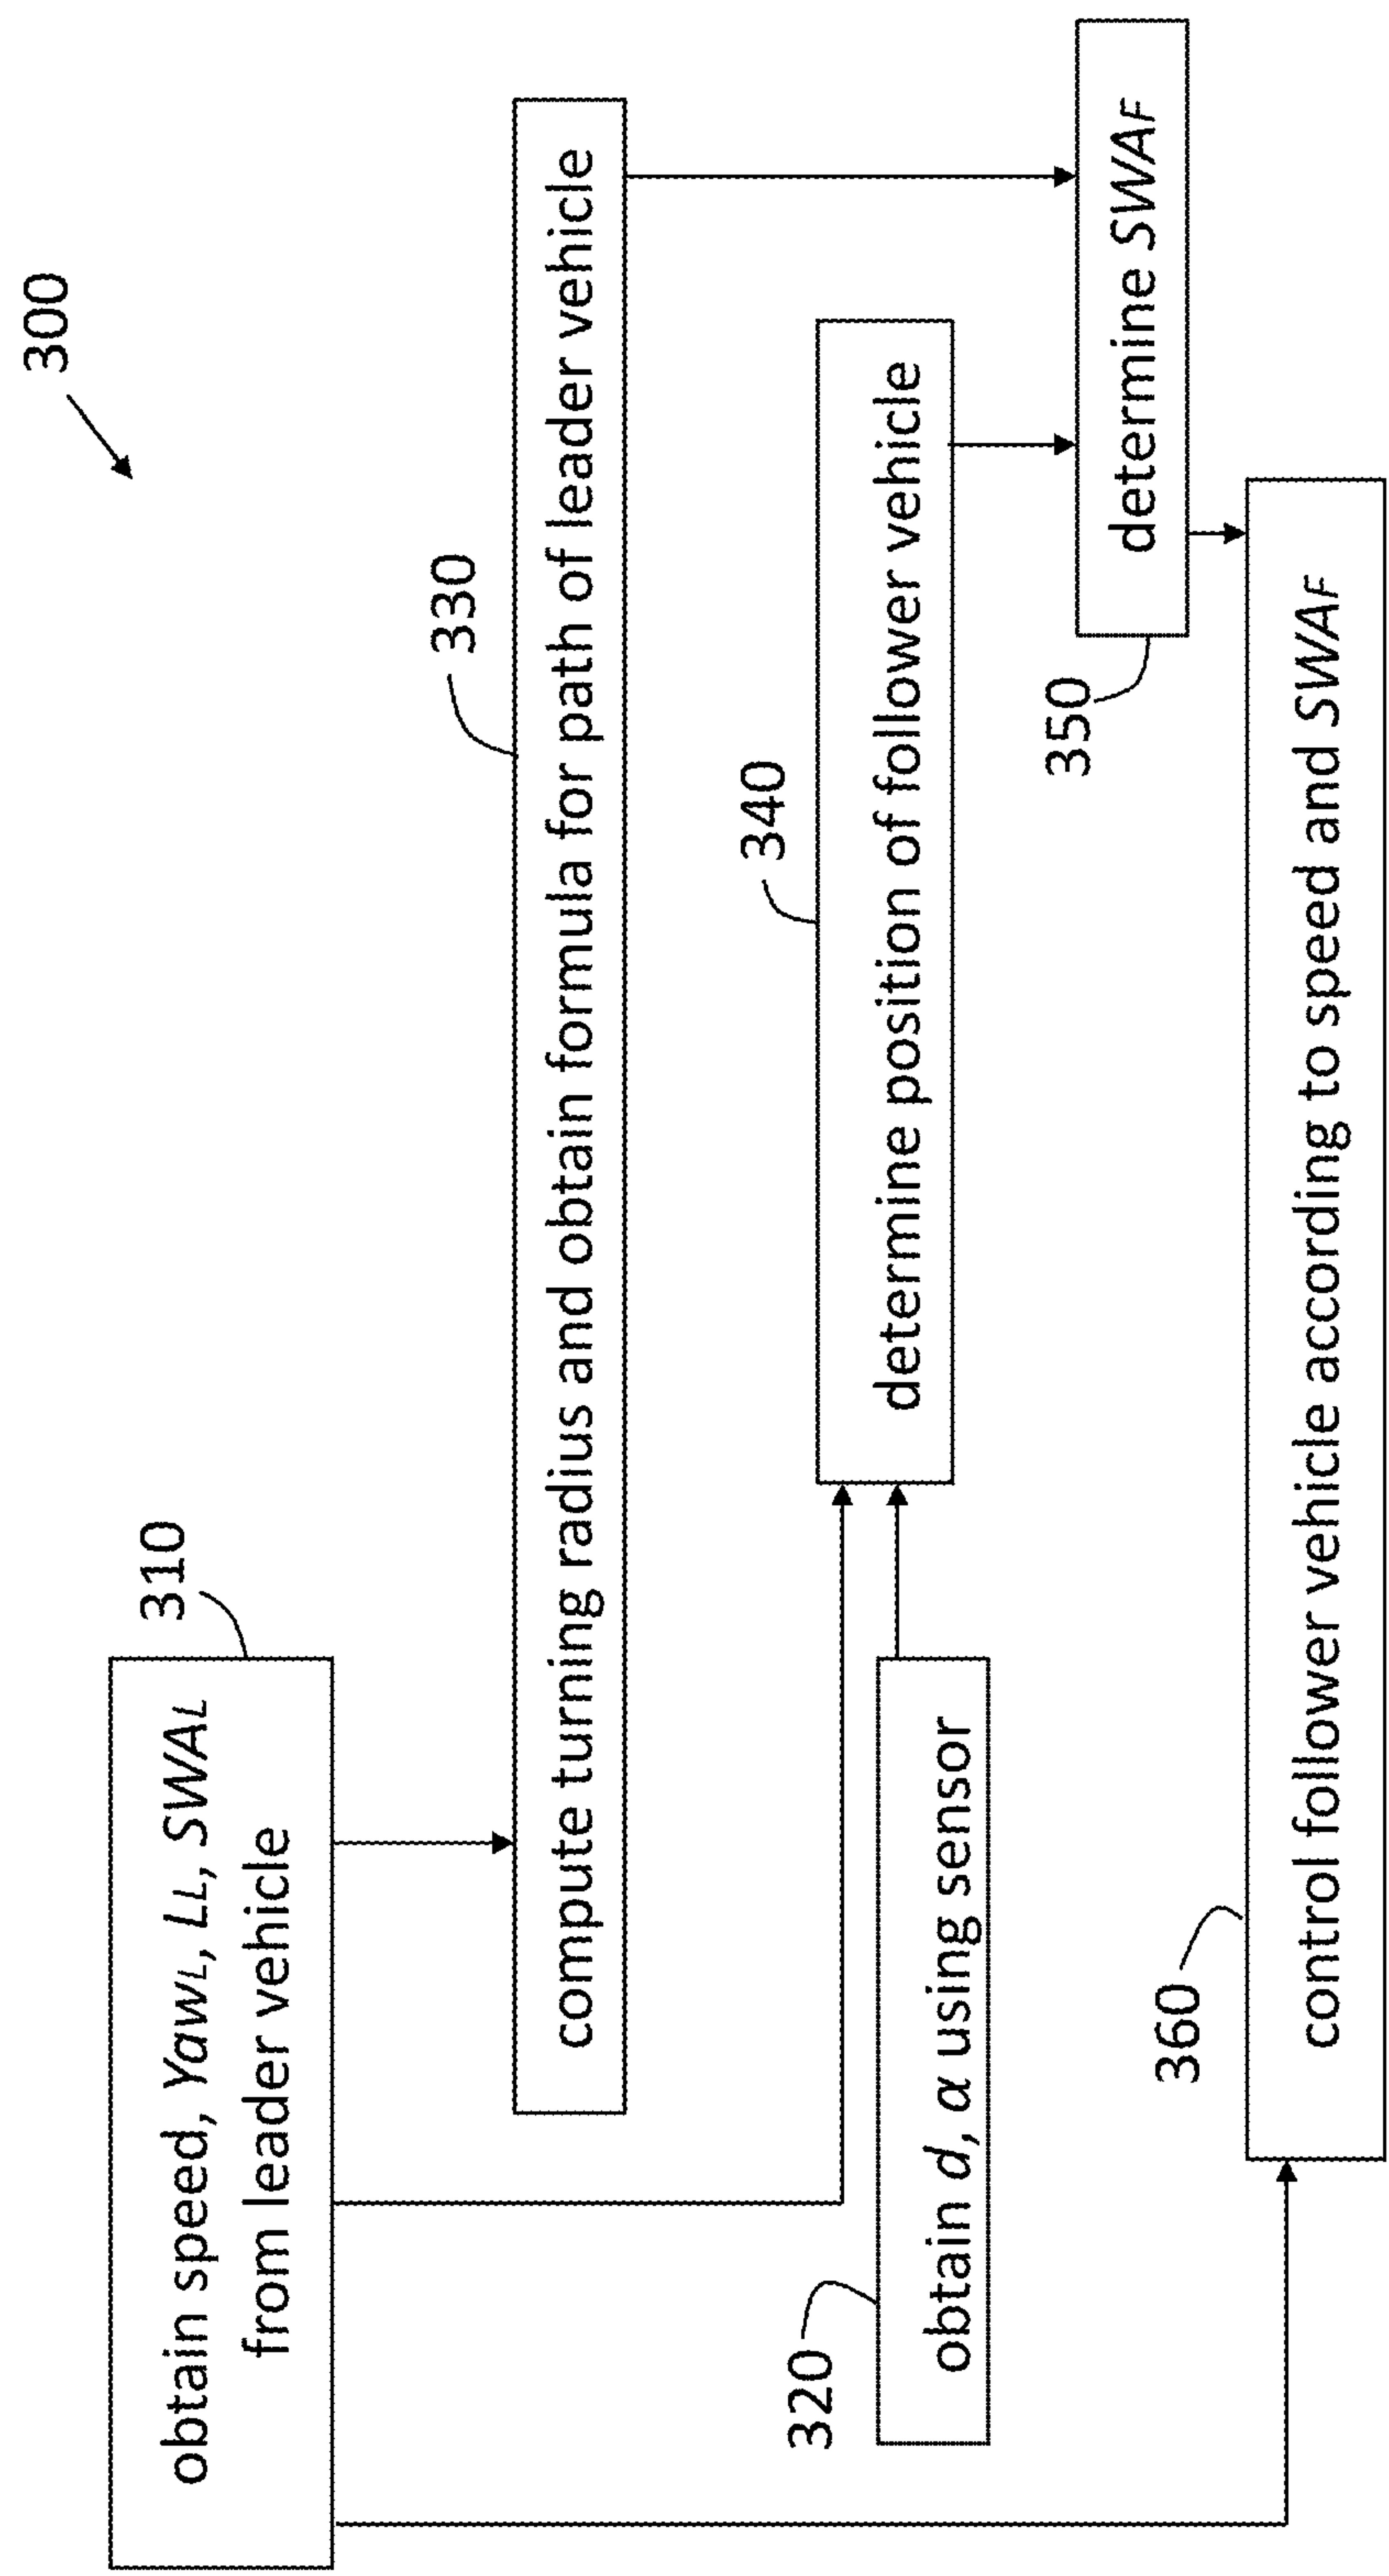 300
310
obtain speed, YawL, LL, SWAL
from leader vehicle
330
compute turning radius and obtain formula for path of leader vehicle
340
determine position of follower vehicle
320
obtain d, α using sensor
350
determine SWAF
360
control follower vehicle according to speed and SWAF